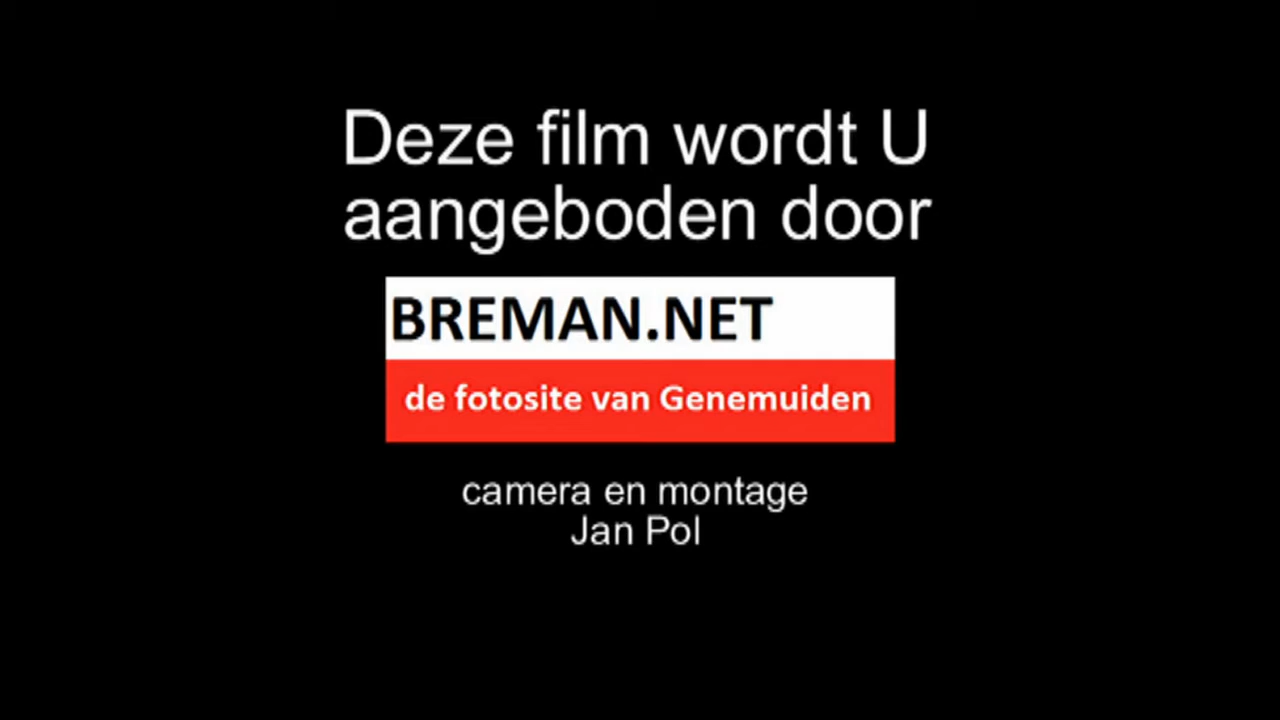 Deze film wordt U
aangeboden door
BREMAN.NET
de fotosite van Genemuiden
camera en montage
Jan Pol